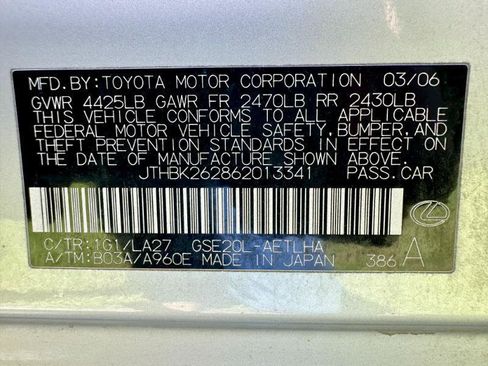 MFD.BY:TOYOTA MOTOR CORPORATION 03/06
GVWR 4425LB GAWR FR 2470LB RR 2430LB
THIS VEHICLE CONFORMS TO ALL APPLICABLE
FEDERAL MOTOR VEHICLE SAFETY,BUMPER,AND
THEFT PREVENTION STANDARDS IN EFFECT ON
THE DATE OF MANUFACTURE SHOWN ABOVE.
JTHBK262862013341 PASS.CAR
C/TR:1G1/LA27 GSE20L-AETLHA
A/TM:B03A/A960E MADE IN JAPAN 386 A